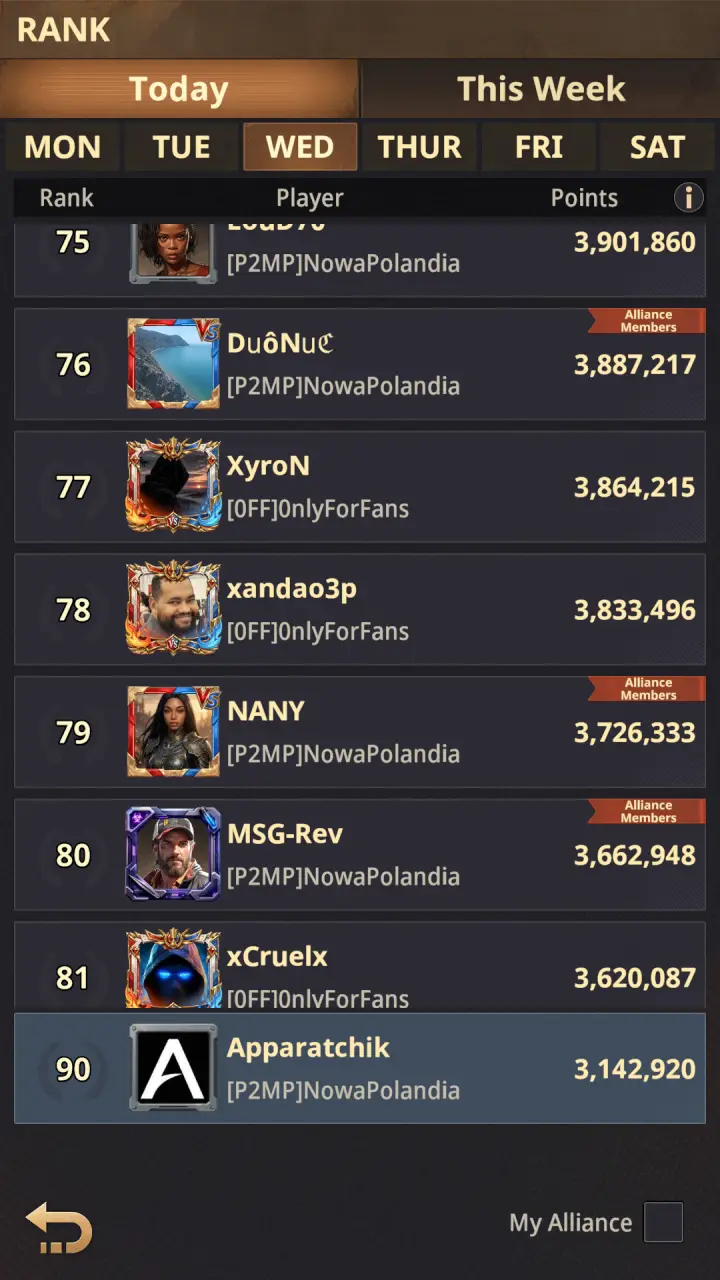 RANK
Today
This Week
MON
TUE
WED
THUR
FRI
SAT
Rank
Player
Points
i
75
[P2MP]NowaPolandia
3,901,860
Alliance
Members
76
DuôNuℭ
[P2MP]NowaPolandia
3,887,217
77
XyroN
[0FF]0nlyForFans
3,864,215
78
xandao3p
[0FF]0nlyForFans
3,833,496
Alliance
Members
79
NANY
[P2MP]NowaPolandia
3,726,333
Alliance
Members
80
MSG-Rev
[P2MP]NowaPolandia
3,662,948
81
xCruelx
[0FF]0nlyForFans
3,620,087
90
Apparatchik
[P2MP]NowaPolandia
3,142,920
My Alliance